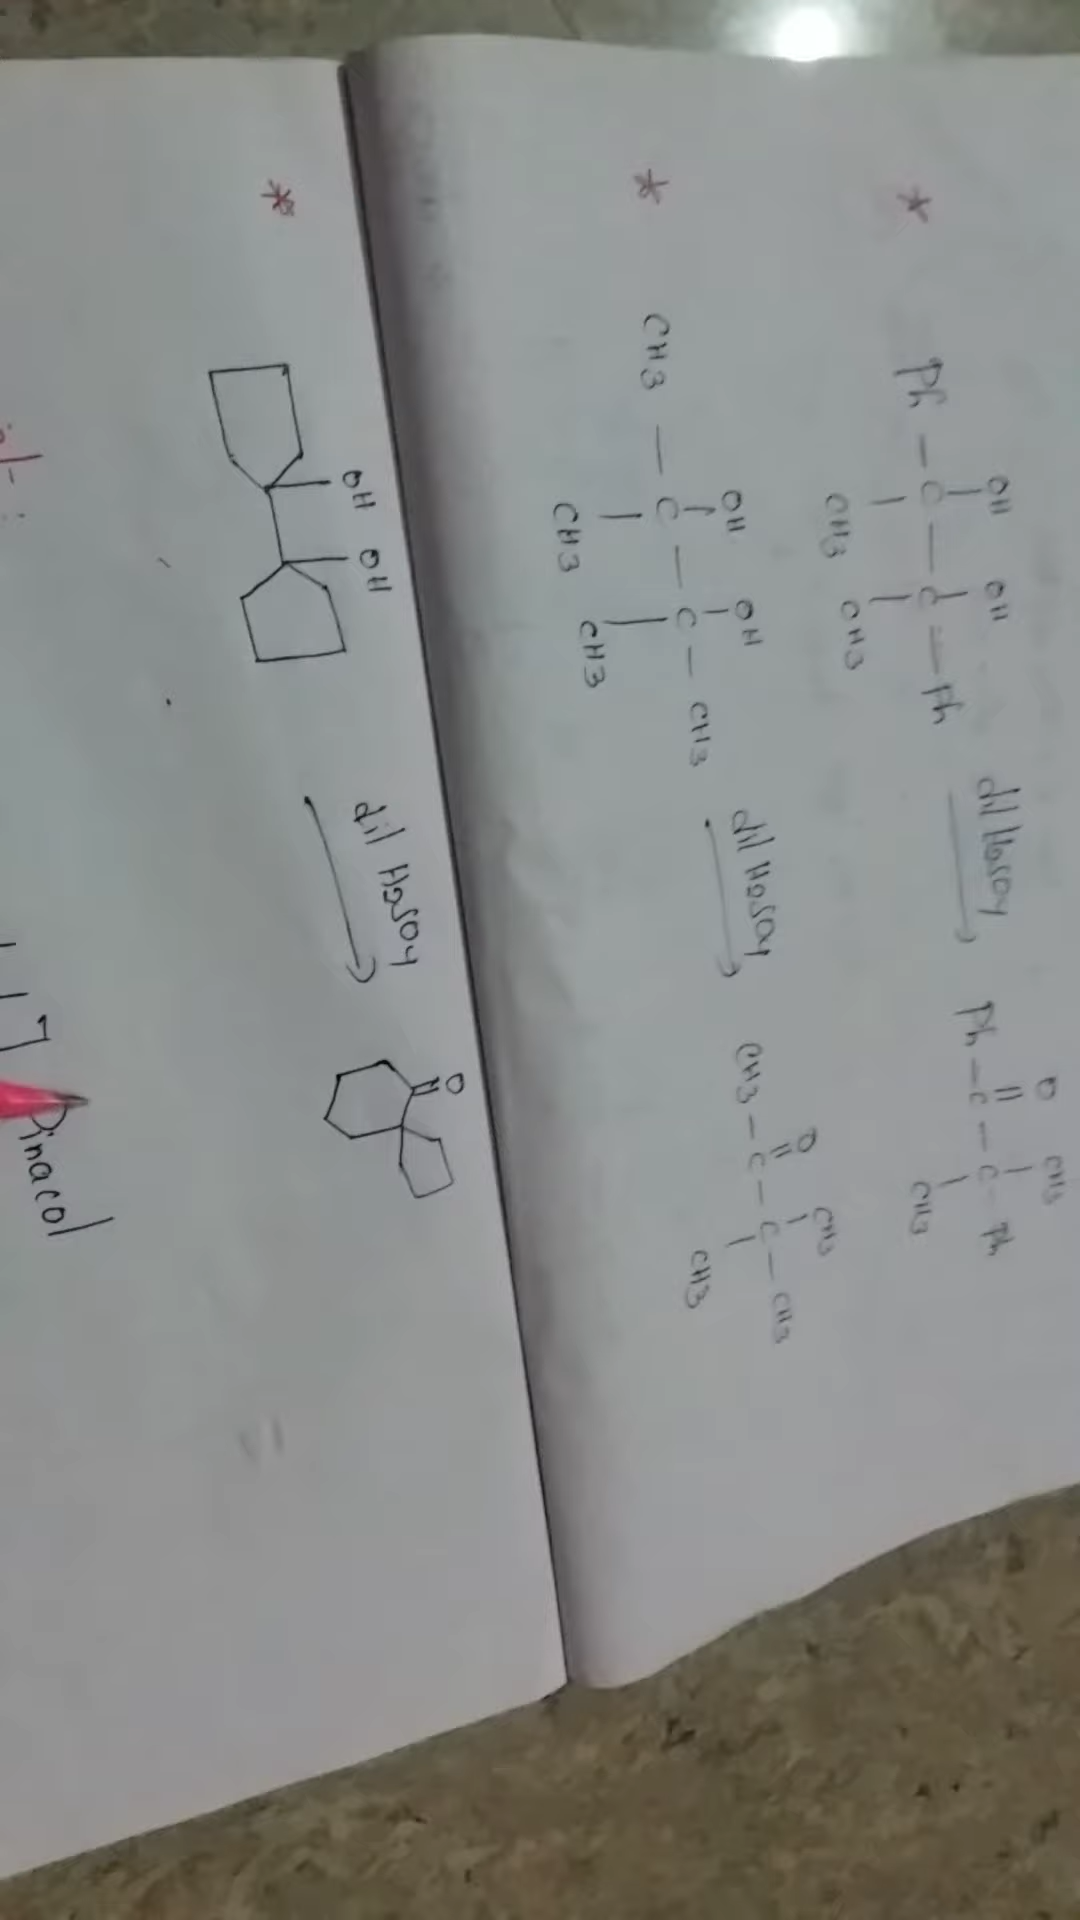 OH OH dil H2SO4 O CH3
* Ph – C – C – Ph → Ph – C – C – Ph
CH3 CH3 CH3
OH OH dil H2SO4 O CH3
* CH3 – C – C – CH3 → CH3 – C – C – CH3
CH3 CH3 CH3
OH OH dil H2SO4 O
* →
Pinacol